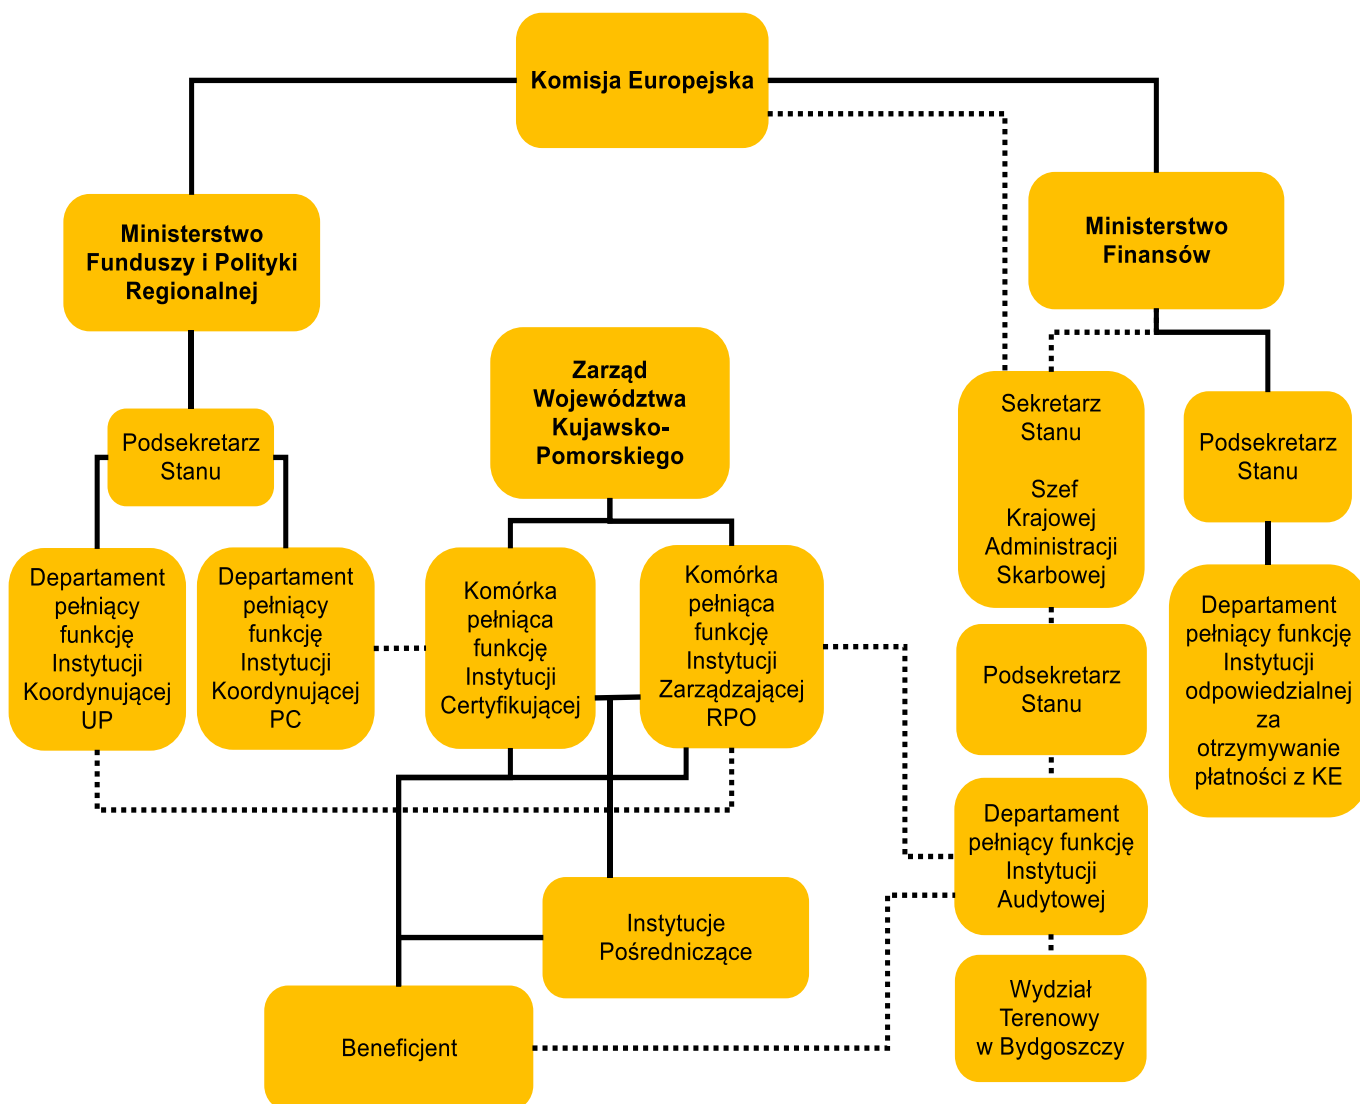 Komisja Europejska
Ministerstwo
Funduszy i Polityki
Regionalnej
Ministerstwo
Finansów
Zarząd
Województwa
Kujawsko-
Pomorskiego
Podsekretarz
Stanu
Sekretarz
Stanu
Szef
Krajowej
Administracji
Skarbowej
Podsekretarz
Stanu
Departament
pełniący
funkcję
Instytucji
Koordynującej
UP
Departament
pełniący
funkcję
Instytucji
Koordynującej
PC
Komórka
pełniąca
funkcję
Instytucji
Certyfikującej
Komórka
pełniąca
funkcję
Instytucji
Zarządzającej
RPO
Podsekretarz
Stanu
Departament
pełniący funkcję
Instytucji
odpowiedzialnej
za
otrzymywanie
płatności z KE
Departament
pełniący funkcję
Instytucji
Audytowej
Instytucje
Pośredniczące
Wydział
Terenowy
w Bydgoszczy
Beneficjent